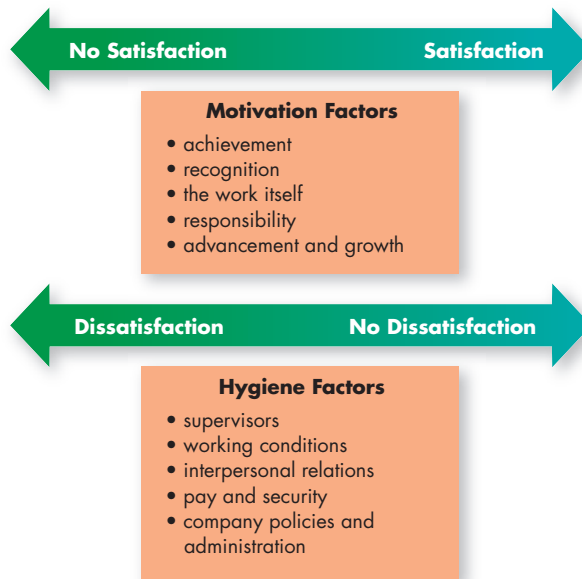 No Satisfaction Satisfaction
Motivation Factors
• achievement
• recognition
• the work itself
• responsibility
• advancement and growth
Dissatisfaction No Dissatisfaction
Hygiene Factors
• supervisors
• working conditions
• interpersonal relations
• pay and security
• company policies and
administration